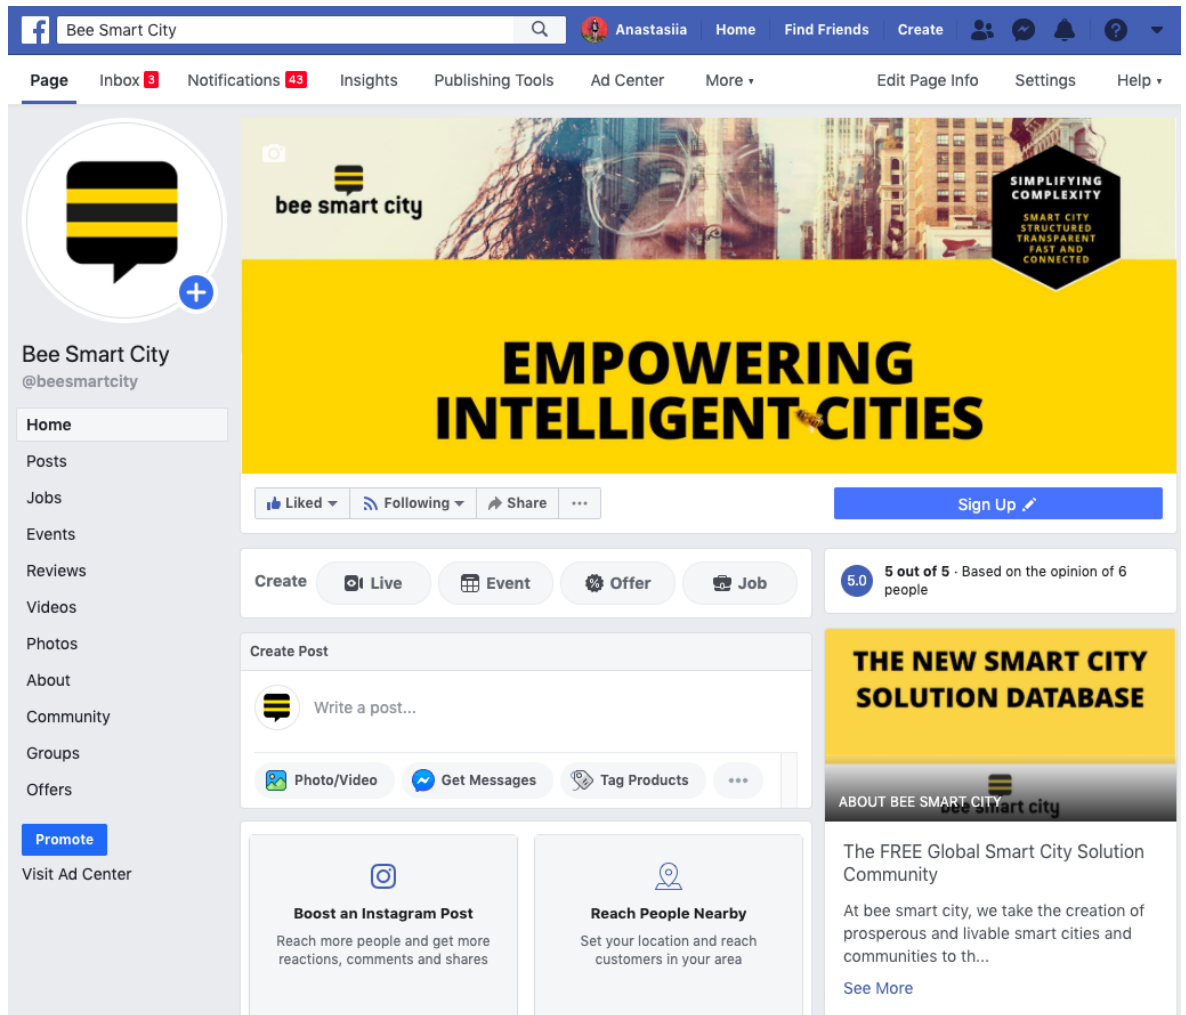 Bee Smart City
Anastasiia
Home
Find Friends
Create
Page
Inbox 3
Notifications 43
Insights
Publishing Tools
Ad Center
More
Edit Page Info
Settings
Help
bee smart city
SIMPLIFYING
COMPLEXITY
SMART CITY
STRUCTURED
TRANSPARENT
FAST AND
CONNECTED
EMPOWERING
INTELLIGENT CITIES
Bee Smart City
@beesmartcity
Home
Posts
Jobs
Events
Reviews
Videos
Photos
About
Community
Groups
Offers
Promote
Visit Ad Center
Liked
Following
Share
Sign Up
Create
Live
Event
Offer
Job
Create Post
Write a post...
Photo/Video
Get Messages
Tag Products
Boost an Instagram Post
Reach more people and get more
reactions, comments and shares
Reach People Nearby
Set your location and reach
customers in your area
5.0
5 out of 5 · Based on the opinion of 6
people
THE NEW SMART CITY
SOLUTION DATABASE
ABOUT BEE SMART CITY
bee smart city
The FREE Global Smart City Solution
Community
At bee smart city, we take the creation of
prosperous and livable smart cities and
communities to th...
See More